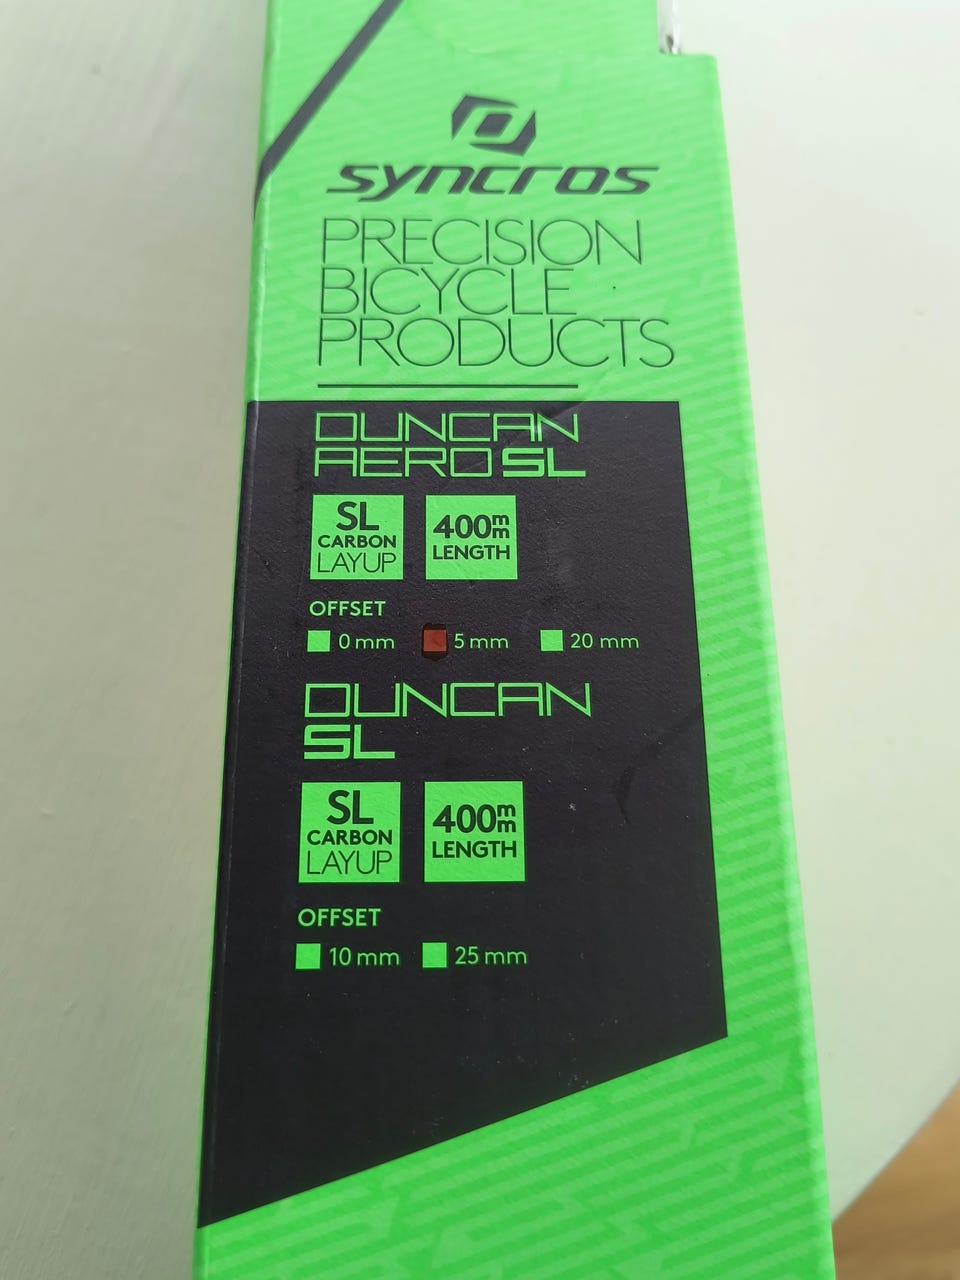 syncros
PRECISION
BICYCLE
PRODUCTS
DUNCAN
AERO SL
SL
CARBON
LAYUP
400mm
LENGTH
OFFSET
0 mm 5 mm 20 mm
DUNCAN
SL
SL
CARBON
LAYUP
400mm
LENGTH
OFFSET
10 mm 25 mm